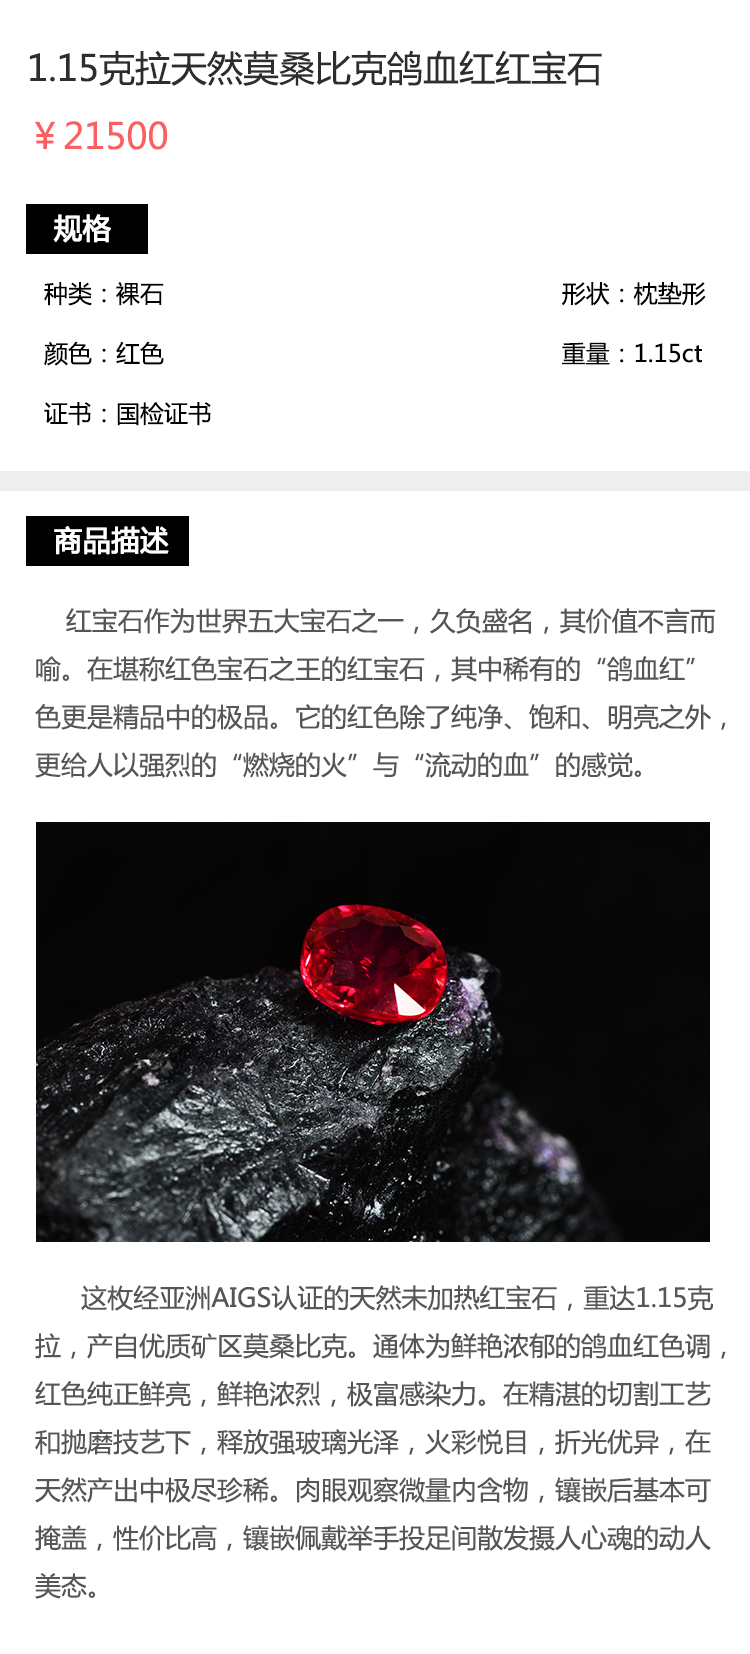 1.15克拉天然莫桑比克鸽血红红宝石
¥21500
规格
种类：裸石
形状：枕垫形
颜色：红色
重量：1.15ct
证书：国检证书
商品描述
红宝石作为世界五大宝石之一，久负盛名，其价值不言而
喻。在堪称红色宝石之王的红宝石，其中稀有的“鸽血红”
色更是精品中的极品。它的红色除了纯净、饱和、明亮之外，
更给人以强烈的“燃烧的火”与“流动的血”的感觉。
这枚经亚洲AIGS认证的天然未加热红宝石，重达1.15克
拉，产自优质矿区莫桑比克。通体为鲜艳浓郁的鸽血红色调，
红色纯正鲜亮，鲜艳浓烈，极富感染力。在精湛的切割工艺
和抛磨技艺下，释放强玻璃光泽，火彩悦目，折光优异，在
天然产出中极尽珍稀。肉眼观察微量内含物，镶嵌后基本可
掩盖，性价比高，镶嵌佩戴举手投足间散发摄人心魂的动人
美态。